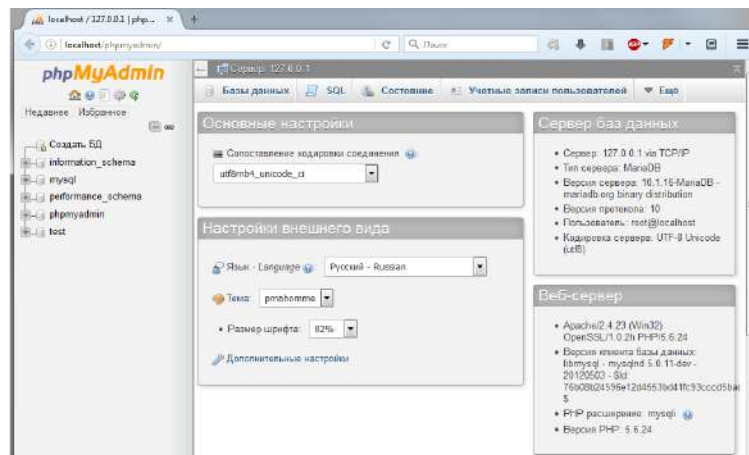 localhost / 127.0.0.1 | php...
localhost/phpmyadmin/
Поиск
phpMyAdmin
Недавнее Избранное
Создать БД
information_schema
mysql
performance_schema
phpmyadmin
test
Сервер: 127.0.0.1
Базы данных SQL Состояние Учетные записи пользователей Ещё
Основные настройки
Сопоставление кодировки соединения
utf8mb4_unicode_ci
Настройки внешнего вида
Язык - Language Русский - Russian
Тема: pmahomme
Размер шрифта: 82%
Дополнительные настройки
Сервер баз данных
• Сервер: 127.0.0.1 via TCP/IP
• Тип сервера: MariaDB
• Версия сервера: 10.1.16-MariaDB -
mariadb.org binary distribution
• Версия протокола: 10
• Пользователь: root@localhost
• Кодировка сервера: UTF-8 Unicode
(utf8)
Веб-сервер
• Apache/2.4.23 (Win32)
OpenSSL/1.0.2h PHP/5.6.24
• Версия клиента базы данных:
libmysql - mysqlnd 5.0.11-dev -
20120503 - $Id:
$
• PHP расширение: mysqli
• Версия PHP: 5.6.24